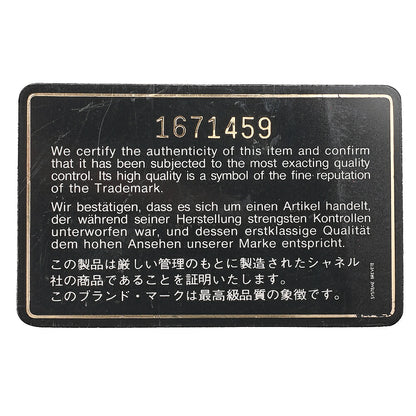 1671459
We certify the authenticity of this item and confirm
that it has been subjected to the most exacting quality
control. Its high quality is a symbol of the fine reputation
of the Trademark.
Wir bestätigen, dass es sich um einen Artikel handelt,
der während seiner Herstellung strengsten Kontrollen
unterworfen war, und dessen erstklassige Qualität
dem hohen Ansehen unserer Marke entspricht.
この製品は厳しい管理のもとに製造されたシャネル
社の商品であることを証明いたします。
このブランド・マークは最高級品質の象徴です。